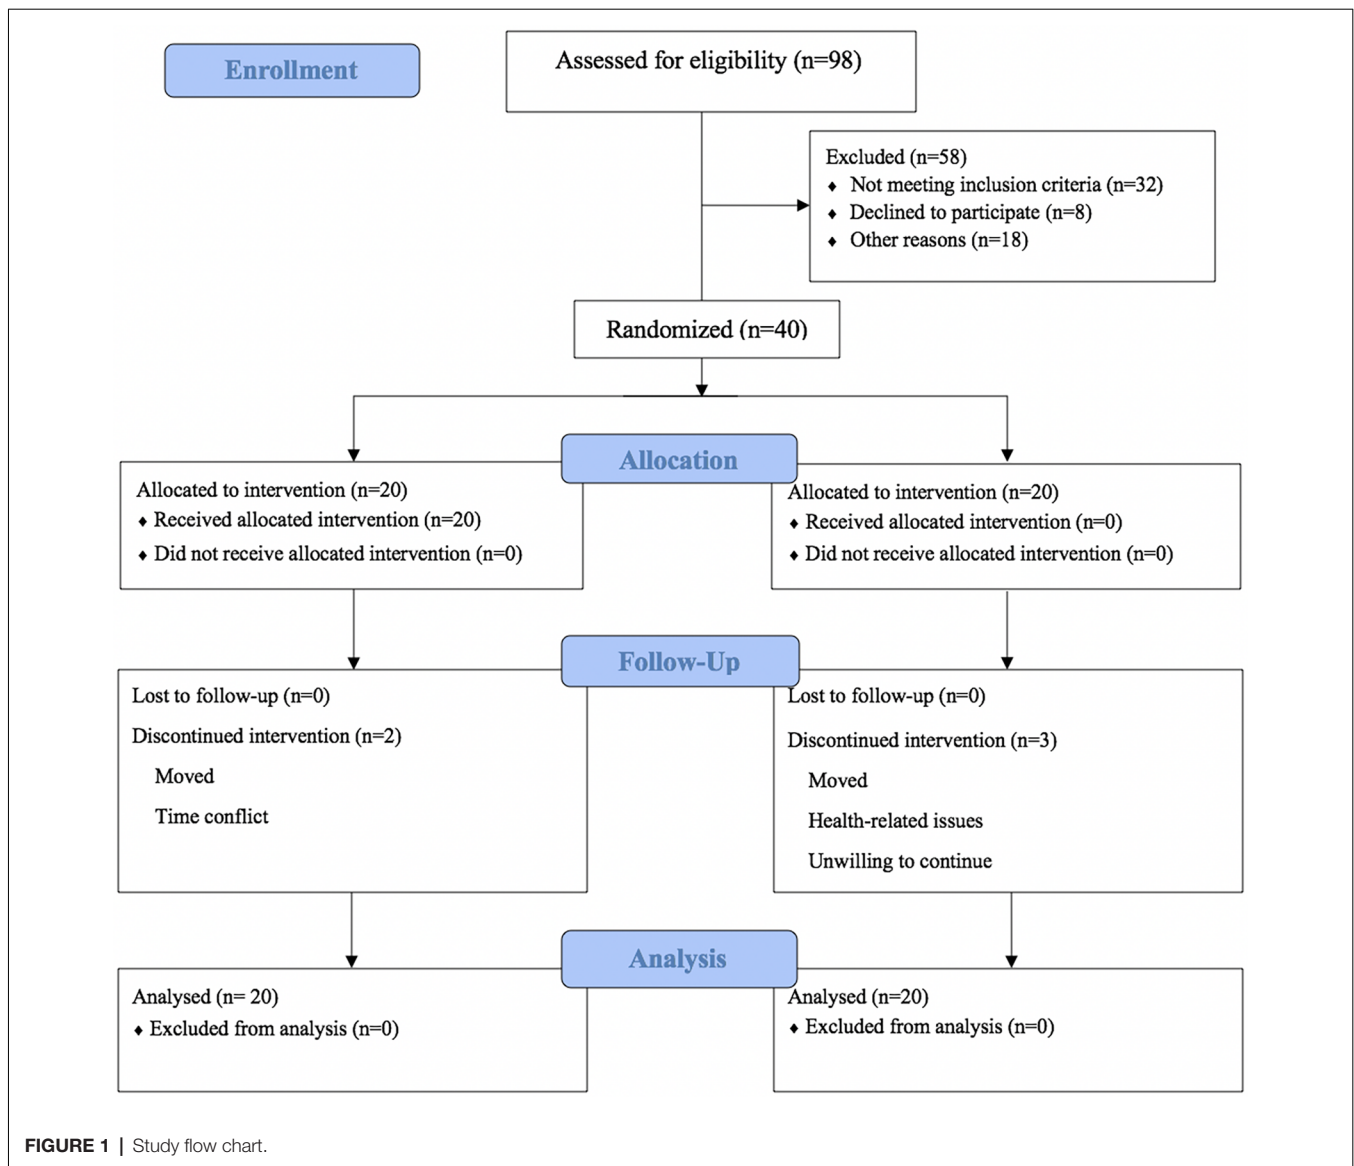 Enrollment
Assessed for eligibility (n=98)
Excluded (n=58)
♦ Not meeting inclusion criteria (n=32)
♦ Declined to participate (n=8)
♦ Other reasons (n=18)
Randomized (n=40)
Allocation
Allocated to intervention (n=20)
♦ Received allocated intervention (n=20)
♦ Did not receive allocated intervention (n=0)
Allocated to intervention (n=20)
♦ Received allocated intervention (n=0)
♦ Did not receive allocated intervention (n=0)
Follow-Up
Lost to follow-up (n=0)
Discontinued intervention (n=2)
Moved
Time conflict
Lost to follow-up (n=0)
Discontinued intervention (n=3)
Moved
Health-related issues
Unwilling to continue
Analysis
Analysed (n= 20)
♦ Excluded from analysis (n=0)
Analysed (n=20)
♦ Excluded from analysis (n=0)
FIGURE 1 | Study flow chart.